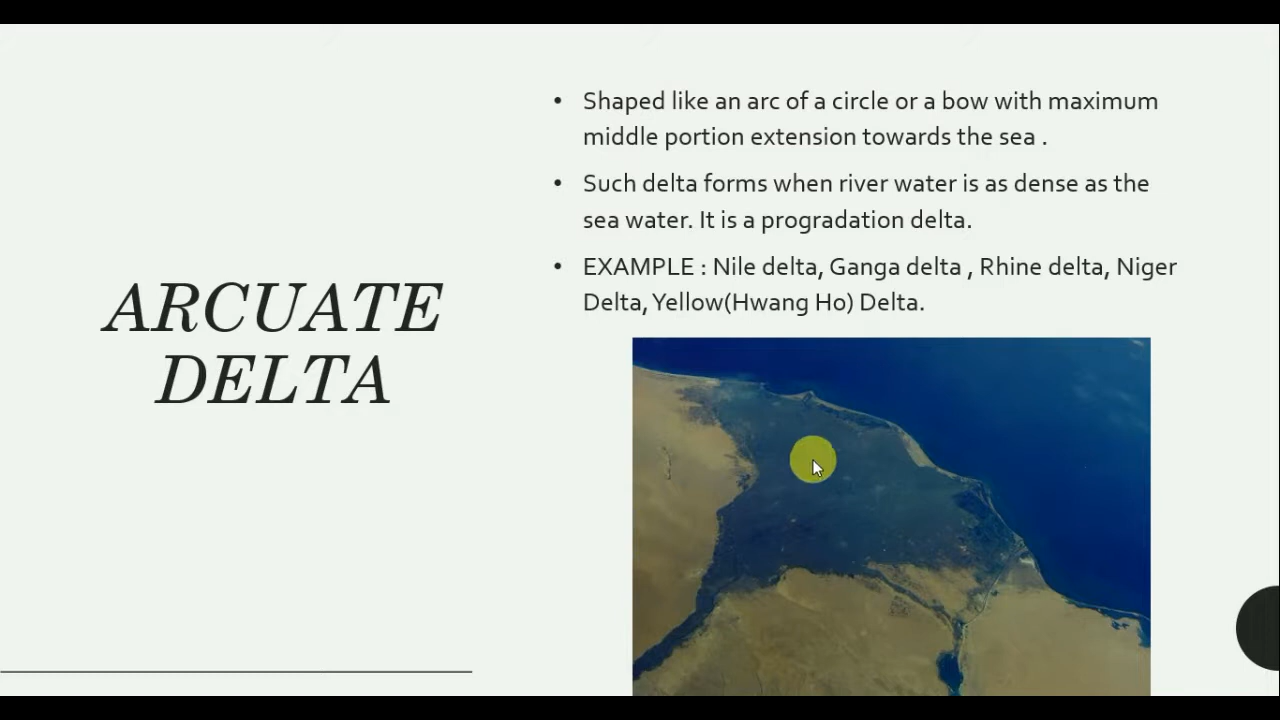 ARCUATE
DELTA
• Shaped like an arc of a circle or a bow with maximum
middle portion extension towards the sea .
• Such delta forms when river water is as dense as the
sea water. It is a progradation delta.
• EXAMPLE : Nile delta, Ganga delta , Rhine delta, Niger
Delta, Yellow(Hwang Ho) Delta.